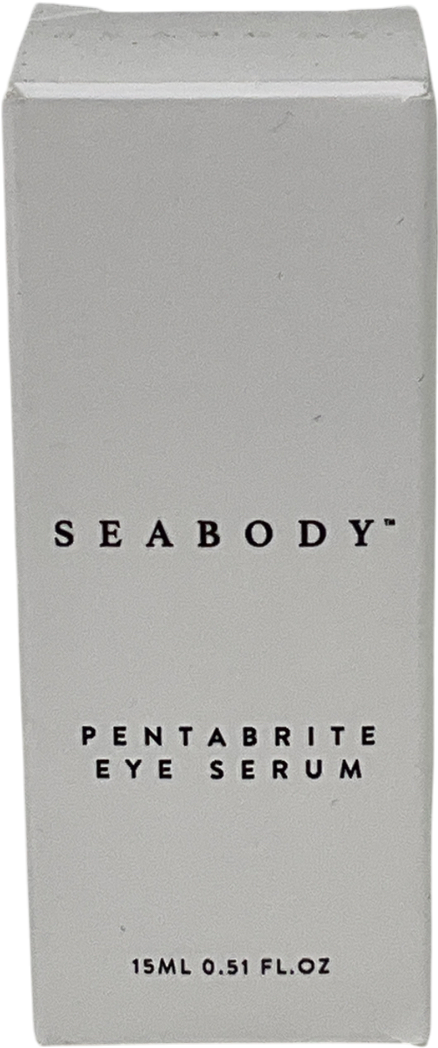 SEABODY™
PENTABRITE
EYE SERUM
15ML 0.51 FL.OZ